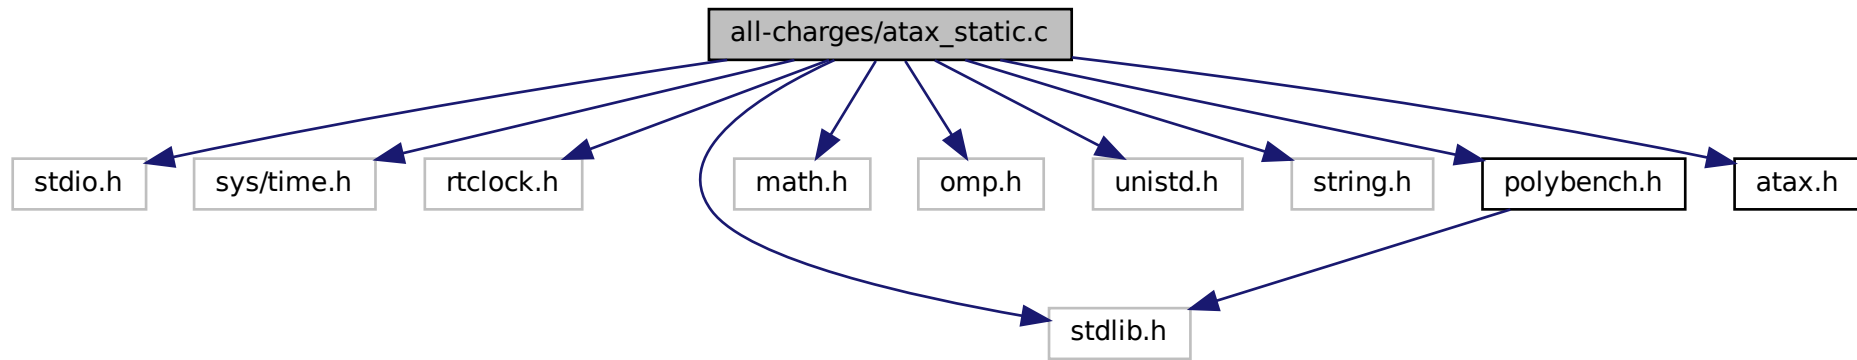 all-charges/atax_static.c
stdio.h
sys/time.h
rtclock.h
math.h
omp.h
unistd.h
string.h
polybench.h
atax.h
stdlib.h